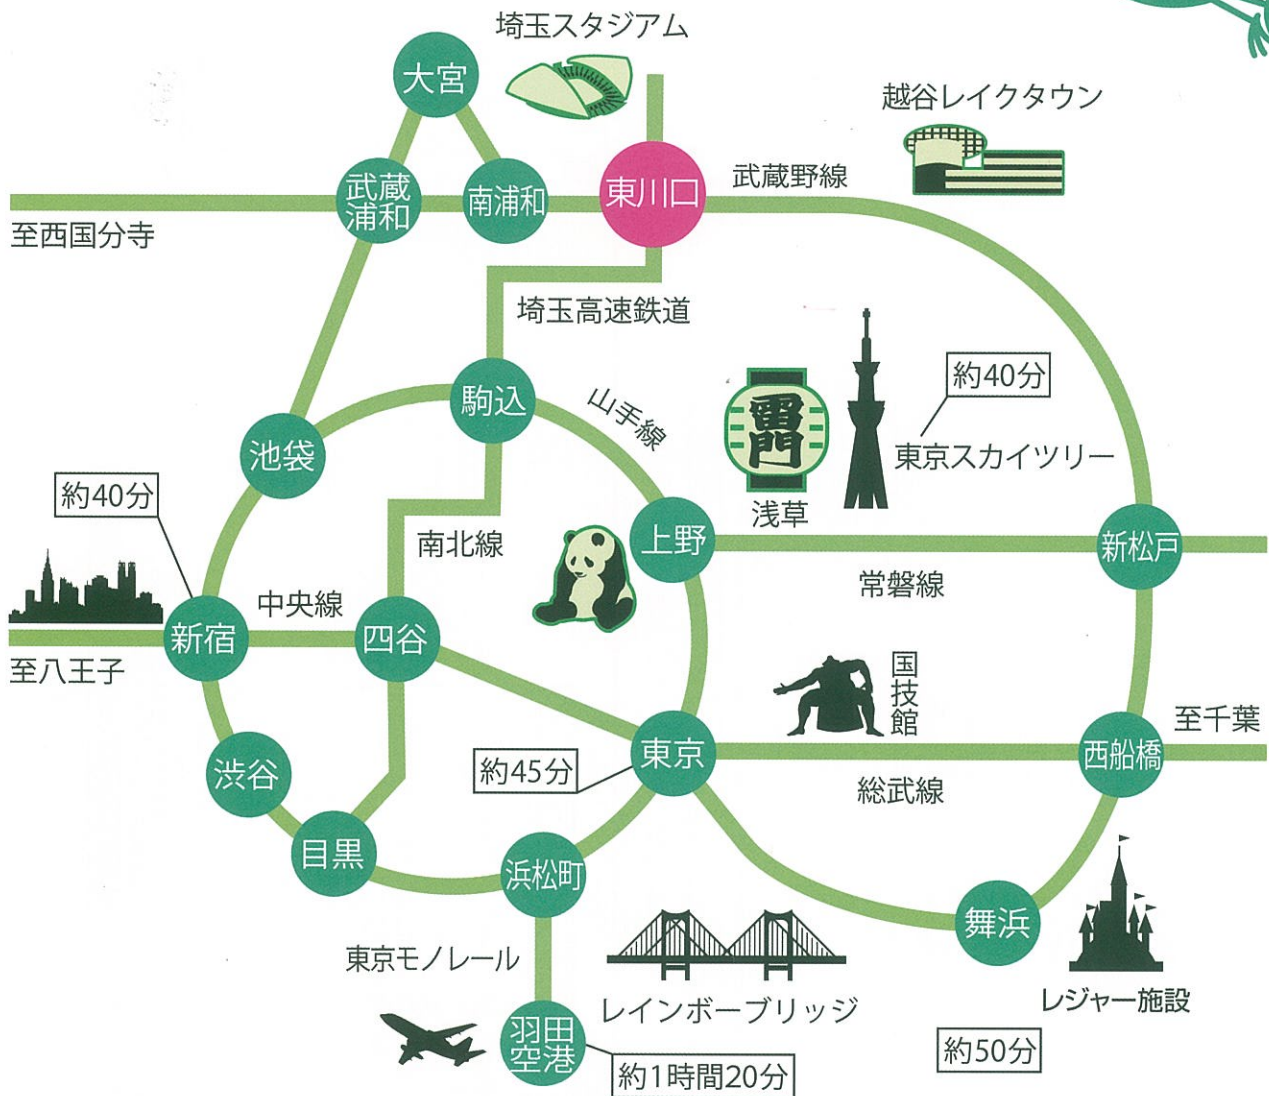 埼玉スタジアム
大宮
越谷レイクタウン
武蔵
浦和
南浦和
東川口
武蔵野線
至西国分寺
埼玉高速鉄道
駒込
山手線
約40分
池袋
雷門
東京スカイツリー
浅草
約40分
南北線
上野
新松戸
常磐線
中央線
新宿
四谷
至八王子
国技館
至千葉
渋谷
約45分
東京
西船橋
総武線
目黒
浜松町
舞浜
東京モノレール
レインボーブリッジ
レジャー施設
羽田
空港
約50分
約1時間20分